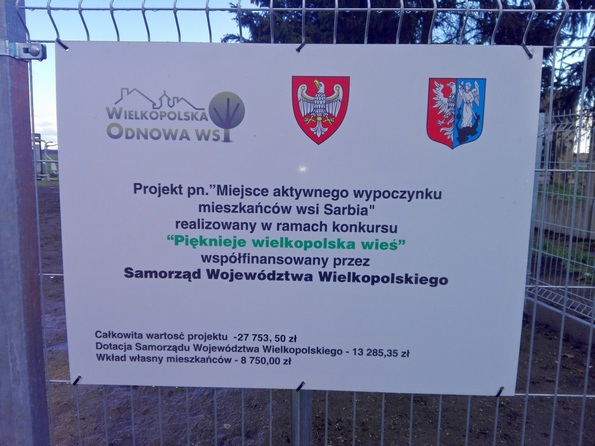 WIELKOPOLSKA
ODNOWA WSI
Projekt pn.”Miejsce aktywnego wypoczynku
mieszkańców wsi Sarbia"
realizowany w ramach konkursu
“Pięknieje wielkopolska wieś”
współfinansowany przez
Samorząd Województwa Wielkopolskiego
Całkowita wartosć projektu -27 753, 50 zł
Dotacja Samorządu Województwa Wielkopolskiego - 13 285,35 zł
Wkład własny mieszkańców - 8 750,00 zł